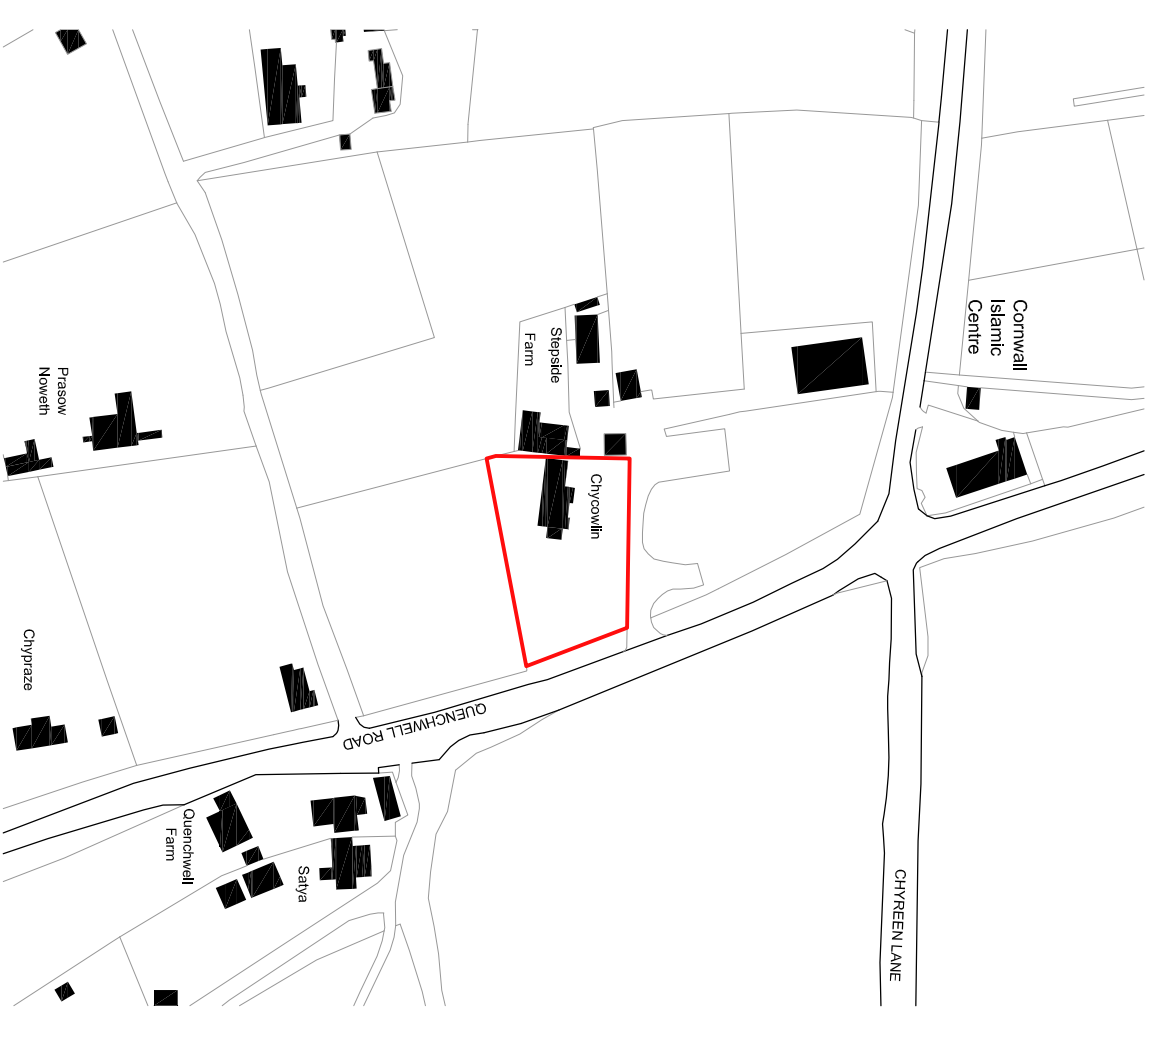 Cornwall
Islamic
Centre
Stepside
Farm
Prasow
Noweth
Chycowlin
Chypraze
QUENCHWELL ROAD
Quenchwell
Farm
Satya
CHYREEN LANE